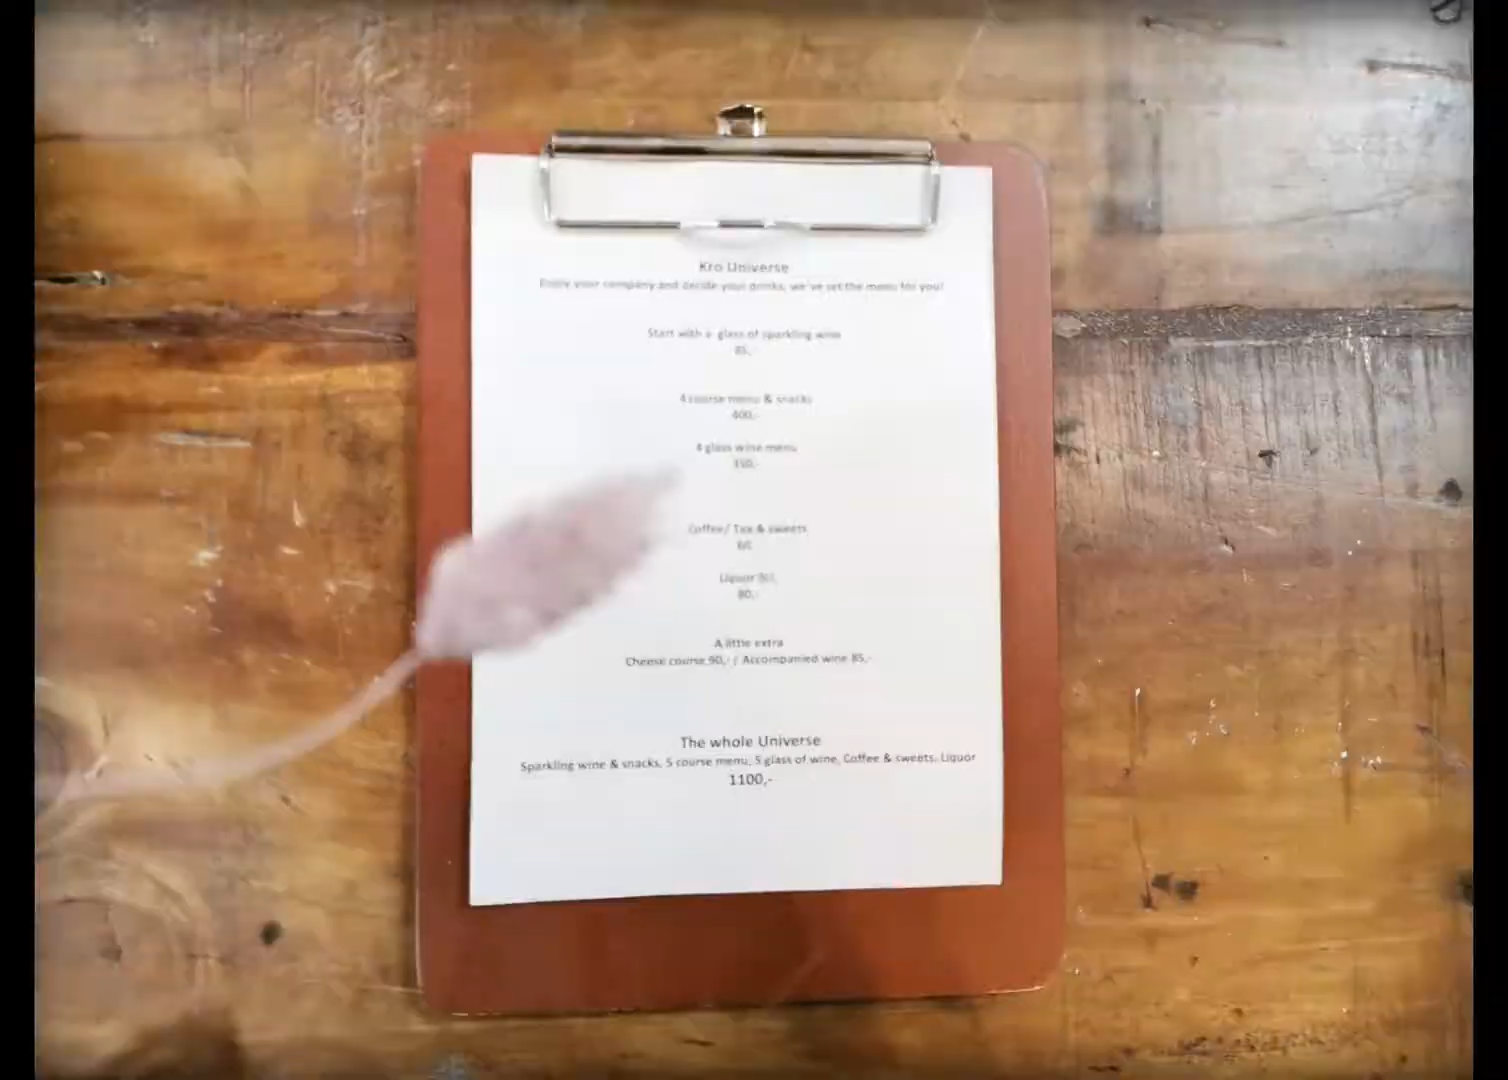 Kro Universe
Enjoy your company and decide your drinks, we've set the menu for you!
Start with a glass of sparkling wine
85,-
4 course menu & snacks
400,-
4 glass wine menu
350,-
Coffee/ Tea & sweets
Liquor
80,-
A little extra
Cheese course 90,- / Accompanied wine 85,-
The whole Universe
Sparkling wine & snacks, 5 course menu, 5 glass of wine, Coffee & sweets, Liquor
1100,-